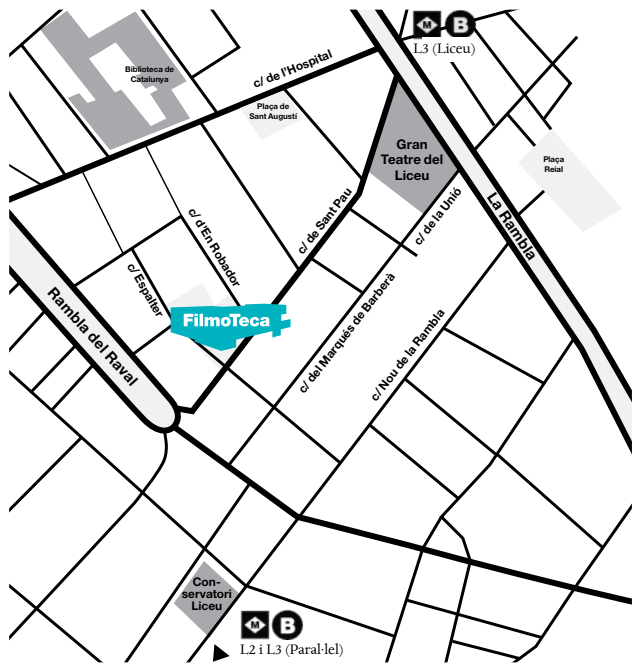 M B
L3 (Liceu)
Biblioteca de
Catalunya
c/ de l'Hospital
Plaça de
Sant Augustí
Gran
Teatre del
Liceu
Plaça
Reial
c/ d'En Robador
c/ de Sant Pau
c/ de la Unió
La Rambla
c/ Espalter
FilmoTeca
Rambla del Raval
c/ del Marqués de Barberà
c/ Nou de la Rambla
Con-
servatori
Liceu
M B
L2 i L3 (Paral·lel)